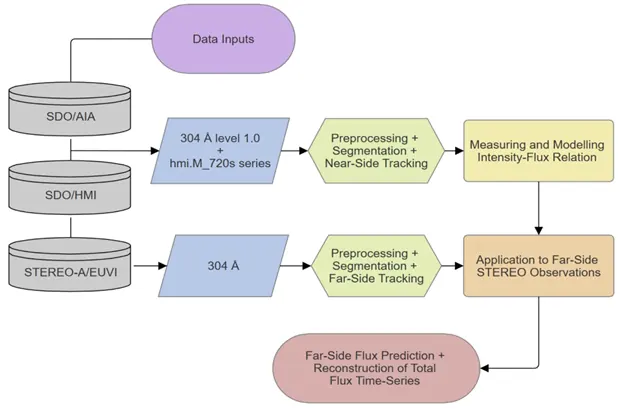 Data Inputs
SDO/AIA
304 Å level 1.0
+
hmi.M_720s series
Preprocessing +
Segmentation +
Near-Side Tracking
Measuring and Modelling
Intensity-Flux Relation
SDO/HMI
STEREO-A/EUVI
304 Å
Preprocessing +
Segmentation +
Far-Side Tracking
Application to Far-Side
STEREO Observations
Far-Side Flux Prediction +
Reconstruction of Total
Flux Time-Series